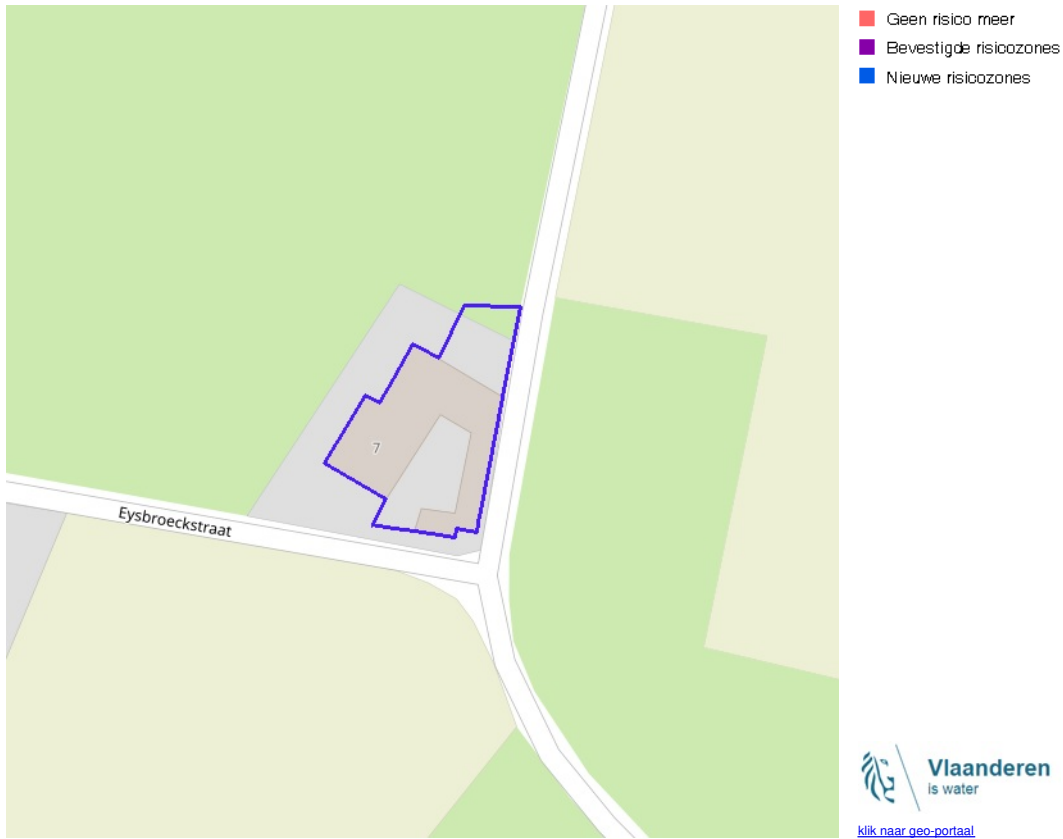 Geen risico meer
Bevestigde risicozones
Nieuwe risicozones
7
Eysbroeckstraat
Vlaanderen
is water
klik naar geo-portaal